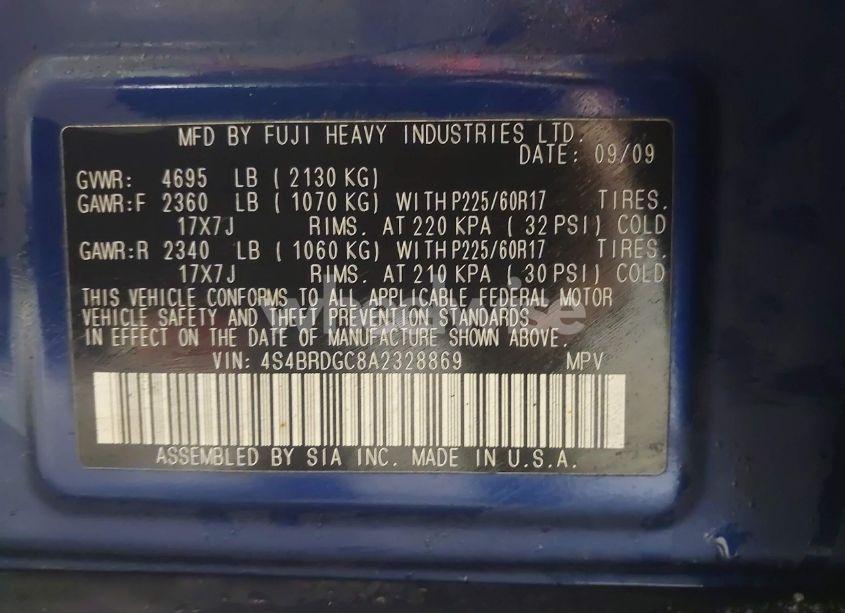 MFD BY FUJI HEAVY INDUSTRIES LTD.
DATE: 09/09
GVWR: 4695 LB ( 2130 KG)
GAWR:F 2360 LB ( 1070 KG) WITH P225/60R17 TIRES.
17X7J RIMS. AT 220 KPA ( 32 PSI) COLD
GAWR:R 2340 LB ( 1060 KG) WITH P225/60R17 TIRES.
17X7J RIMS. AT 210 KPA ( 30 PSI) COLD
THIS VEHICLE CONFORMS TO ALL APPLICABLE FEDERAL MOTOR
VEHICLE SAFETY AND THEFT PREVENTION STANDARDS
IN EFFECT ON THE DATE OF MANUFACTURE SHOWN ABOVE.
VIN: 4S4BRDGC8A2328869 MPV
ASSEMBLED BY SIA INC. MADE IN U.S.A.